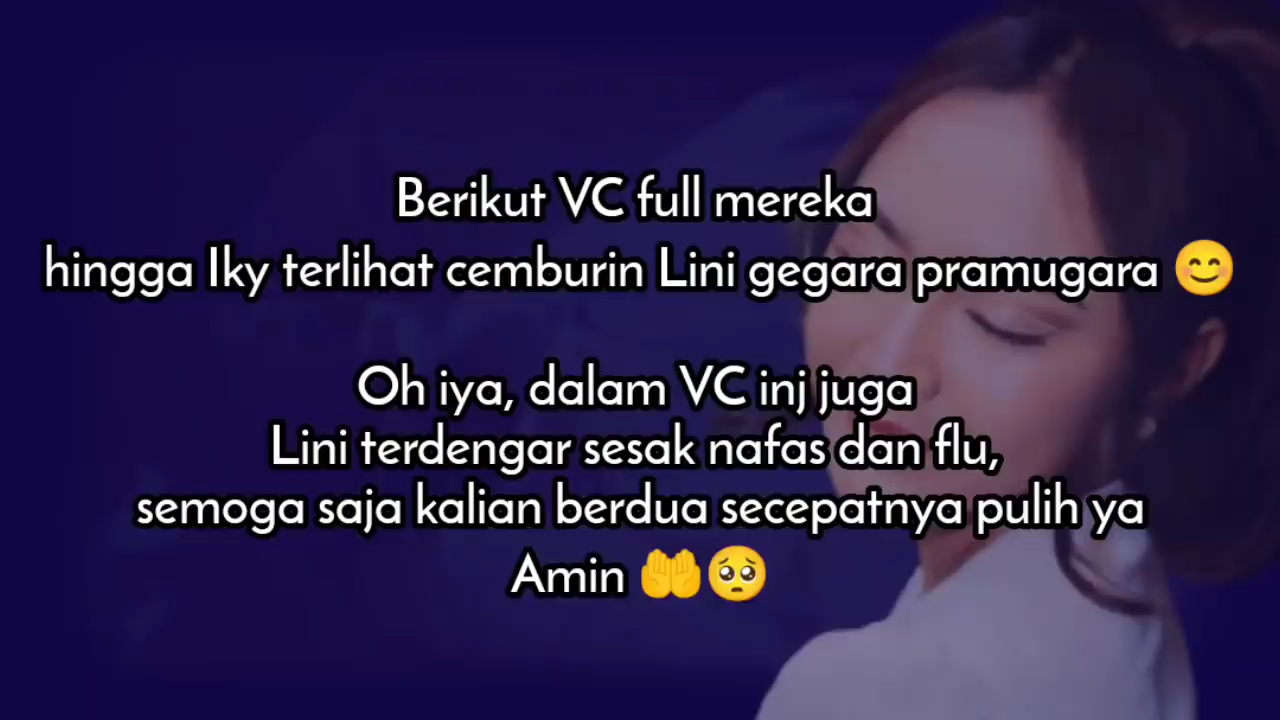 Berikut VC full mereka
hingga Iky terlihat cemburin Lini gegara pramugara 😊
Oh iya, dalam VC inj juga
Lini terdengar sesak nafas dan flu,
semoga saja kalian berdua secepatnya pulih ya
Amin 🤲🥺